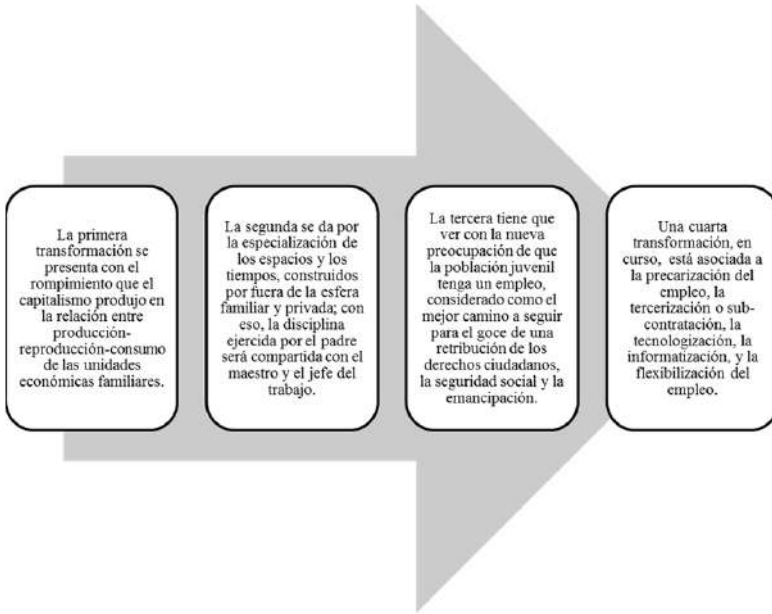 La primera
transformación se
presenta con el
rompimiento que el
capitalismo produjo en
la relación entre
producción-
reproducción-consumo
de las unidades
económicas familiares.
La segunda se da por
la especialización de
los espacios y los
tiempos, construidos
por fuera de la esfera
familiar y privada; con
eso, la disciplina
ejercida por el padre
será compartida con el
maestro y el jefe del
trabajo.
La tercera tiene que
ver con la nueva
preocupación de que
la población juvenil
tenga un empleo,
considerado como el
mejor camino a seguir
para el goce de una
retribución de los
derechos ciudadanos,
la seguridad social y la
emancipación.
Una cuarta
transformación, en
curso, está asociada a
la precarización del
empleo, la
tercerización o sub-
contratación, la
tecnologización, la
informatización, y la
flexibilización del
empleo.